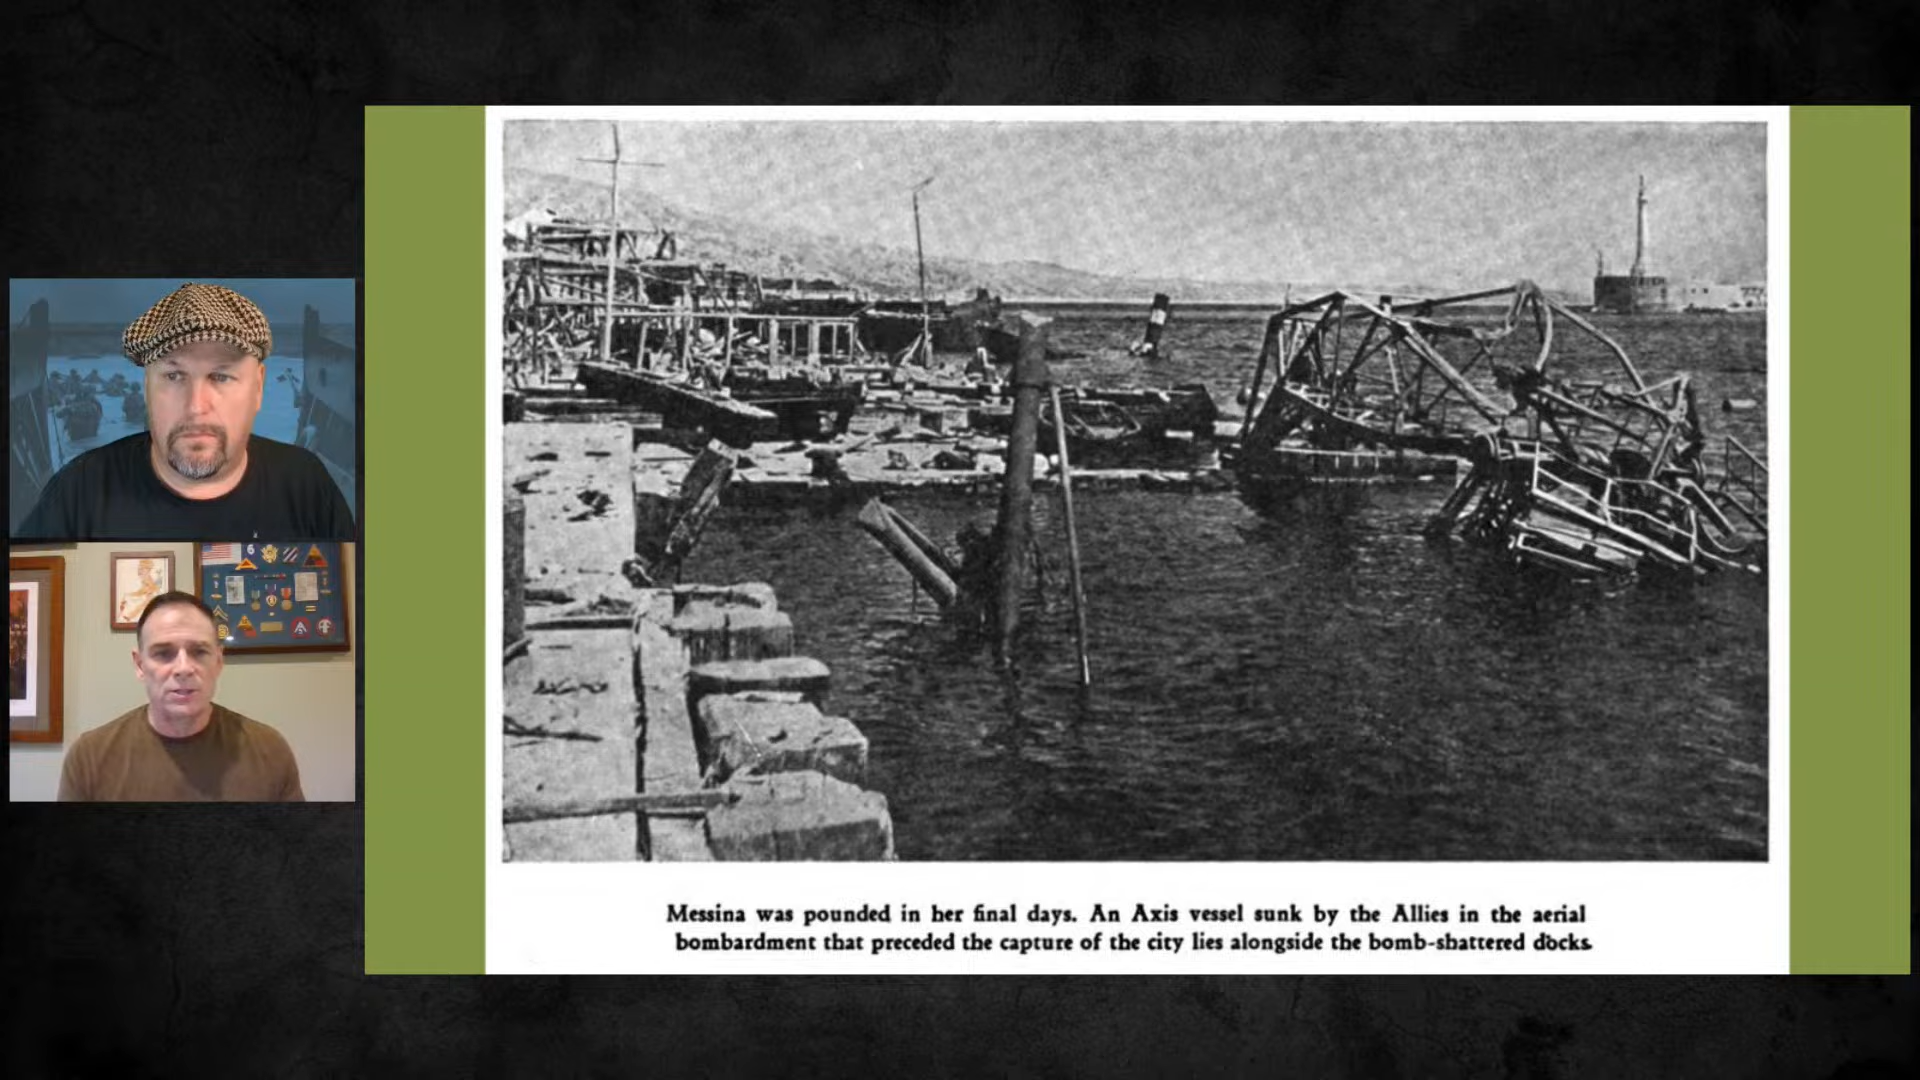 Messina was pounded in her final days. An Axis vessel sunk by the Allies in the aerial
bombardment that preceded the capture of the city lies alongside the bomb-shattered docks.
6